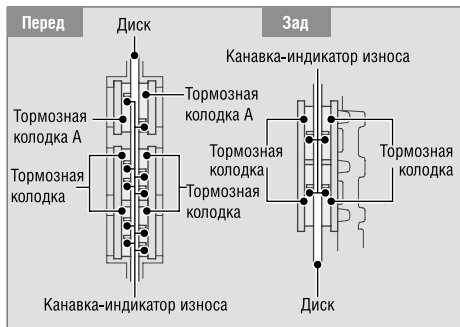 Перед
Диск
Тормозная
колодка А
Тормозная
колодка А
Тормозная
колодка
Тормозная
колодка
Канавка-индикатор износа
Зад
Канавка-индикатор износа
Тормозная
колодка
Тормозная
колодка
Диск